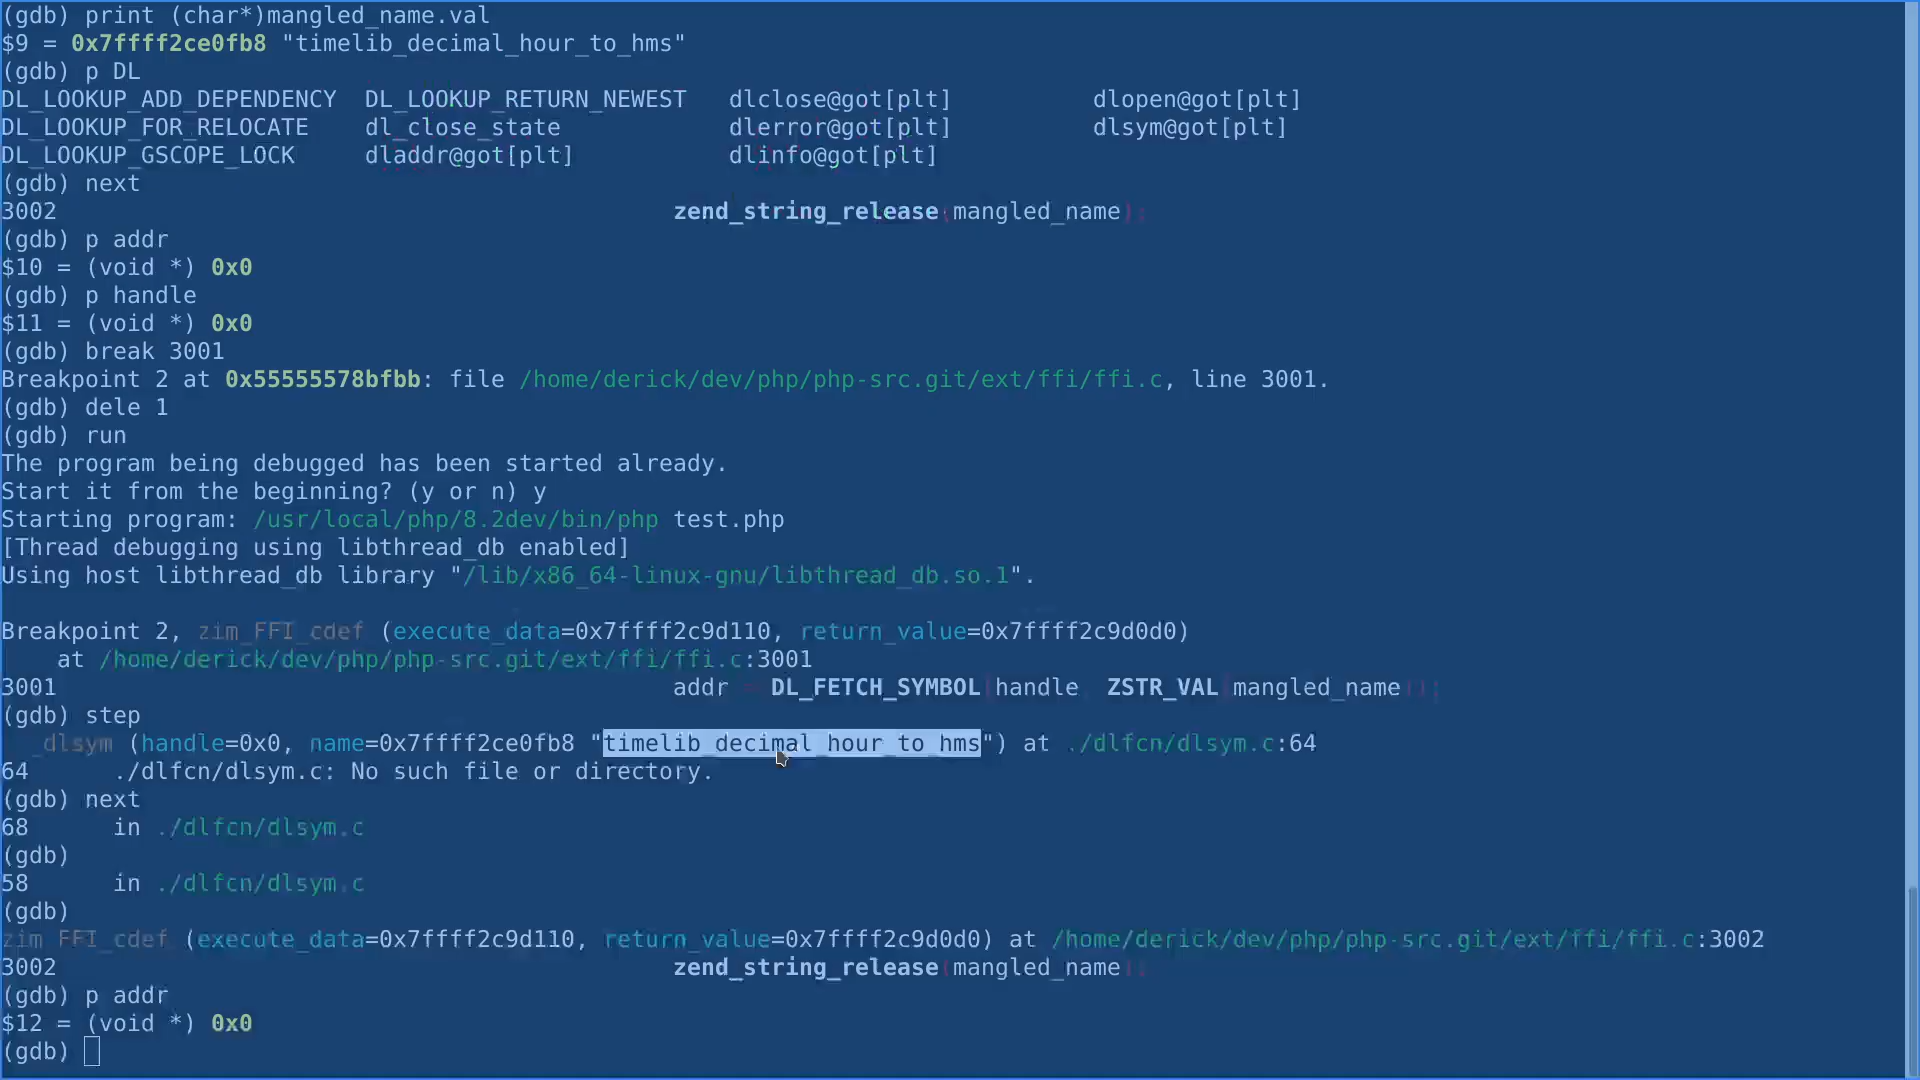 (gdb) print (char*)mangled_name.val
$9 = 0x7ffff2ce0fb8 "timelib_decimal_hour_to_hms"
(gdb) p DL
DL_LOOKUP_ADD_DEPENDENCY  DL_LOOKUP_RETURN_NEWEST   dlclose@got[plt]          dlopen@got[plt]
DL_LOOKUP_FOR_RELOCATE    dl_close_state            dlerror@got[plt]          dlsym@got[plt]
DL_LOOKUP_GSCOPE_LOCK     dladdr@got[plt]           dlinfo@got[plt]
(gdb) next
3002                                            zend_string_release(mangled_name);
(gdb) p addr
$10 = (void *) 0x0
(gdb) p handle
$11 = (void *) 0x0
(gdb) break 3001
Breakpoint 2 at 0x55555578bfbb: file /home/derick/dev/php/php-src.git/ext/ffi/ffi.c, line 3001.
(gdb) dele 1
(gdb) run
The program being debugged has been started already.
Start it from the beginning? (y or n) y
Starting program: /usr/local/php/8.2dev/bin/php test.php
[Thread debugging using libthread_db enabled]
Using host libthread_db library "/lib/x86_64-linux-gnu/libthread_db.so.1".
Breakpoint 2, zim_FFI_cdef (execute_data=0x7ffff2c9d110, return_value=0x7ffff2c9d0d0)
    at /home/derick/dev/php/php-src.git/ext/ffi/ffi.c:3001
3001                                            addr = DL_FETCH_SYMBOL(handle, ZSTR_VAL(mangled_name));
(gdb) step
__dlsym (handle=0x0, name=0x7ffff2ce0fb8 "timelib_decimal_hour_to_hms") at ./dlfcn/dlsym.c:64
64      ./dlfcn/dlsym.c: No such file or directory.
(gdb) next
68      in ./dlfcn/dlsym.c
(gdb)
58      in ./dlfcn/dlsym.c
(gdb)
zim_FFI_cdef (execute_data=0x7ffff2c9d110, return_value=0x7ffff2c9d0d0) at /home/derick/dev/php/php-src.git/ext/ffi/ffi.c:3002
3002                                            zend_string_release(mangled_name);
(gdb) p addr
$12 = (void *) 0x0
(gdb)